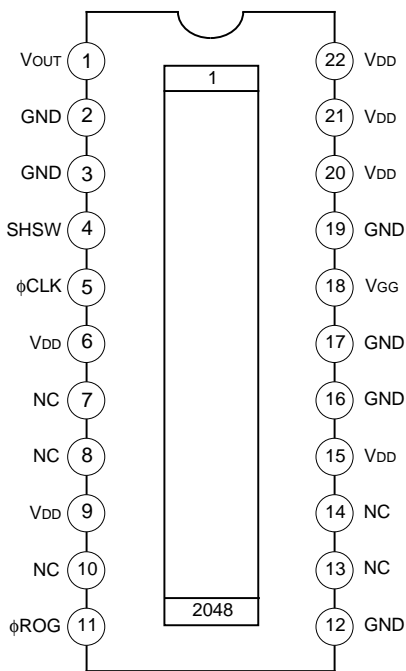 VOUT 1 1 22 VDD
GND 2 21 VDD
GND 3 20 VDD
SHSW 4 19 GND
ϕCLK 5 18 VGG
VDD 6 17 GND
NC 7 16 GND
NC 8 15 VDD
VDD 9 14 NC
NC 10 13 NC
ϕROG 11 2048 12 GND